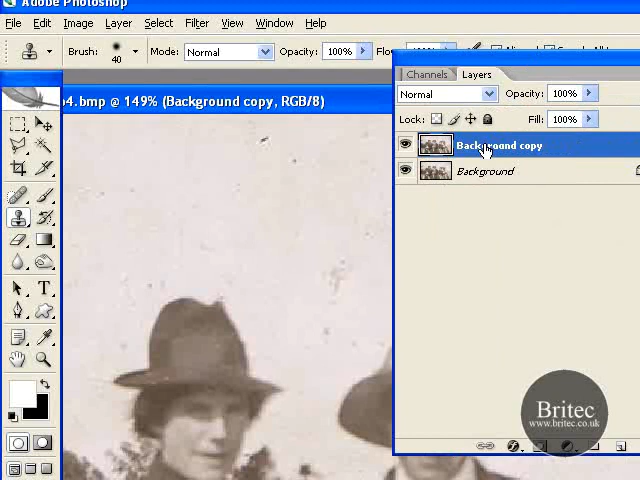 Adobe Photoshop
File Edit Image Layer Select Filter View Window Help
Brush: 40 Mode: Normal Opacity: 100%
p4.bmp @ 149% (Background copy, RGB/8)
Channels Layers
Normal Opacity: 100%
Lock: Fill: 100%
Background copy
Background
T
Britec
www.britec.co.uk